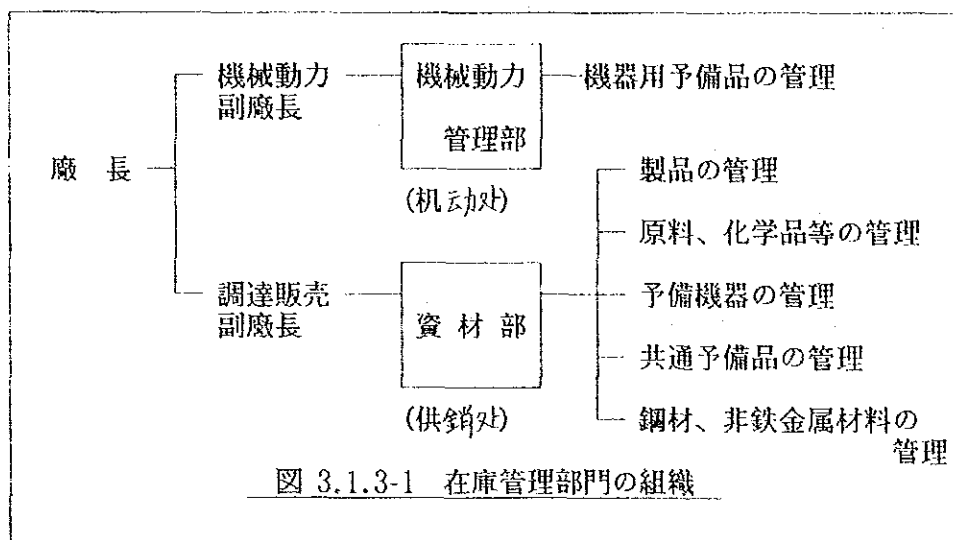 機械動力
副廠長
機械動力
管理部
機器用予備品の管理
(机动处)
廠 長
製品の管理
原料、化学品等の管理
調達販売
副廠長
資 材 部
予備機器の管理
共通予備品の管理
(供銷处)
鋼材、非鉄金属材料の
管理
図 3.1.3-1 在庫管理部門の組織